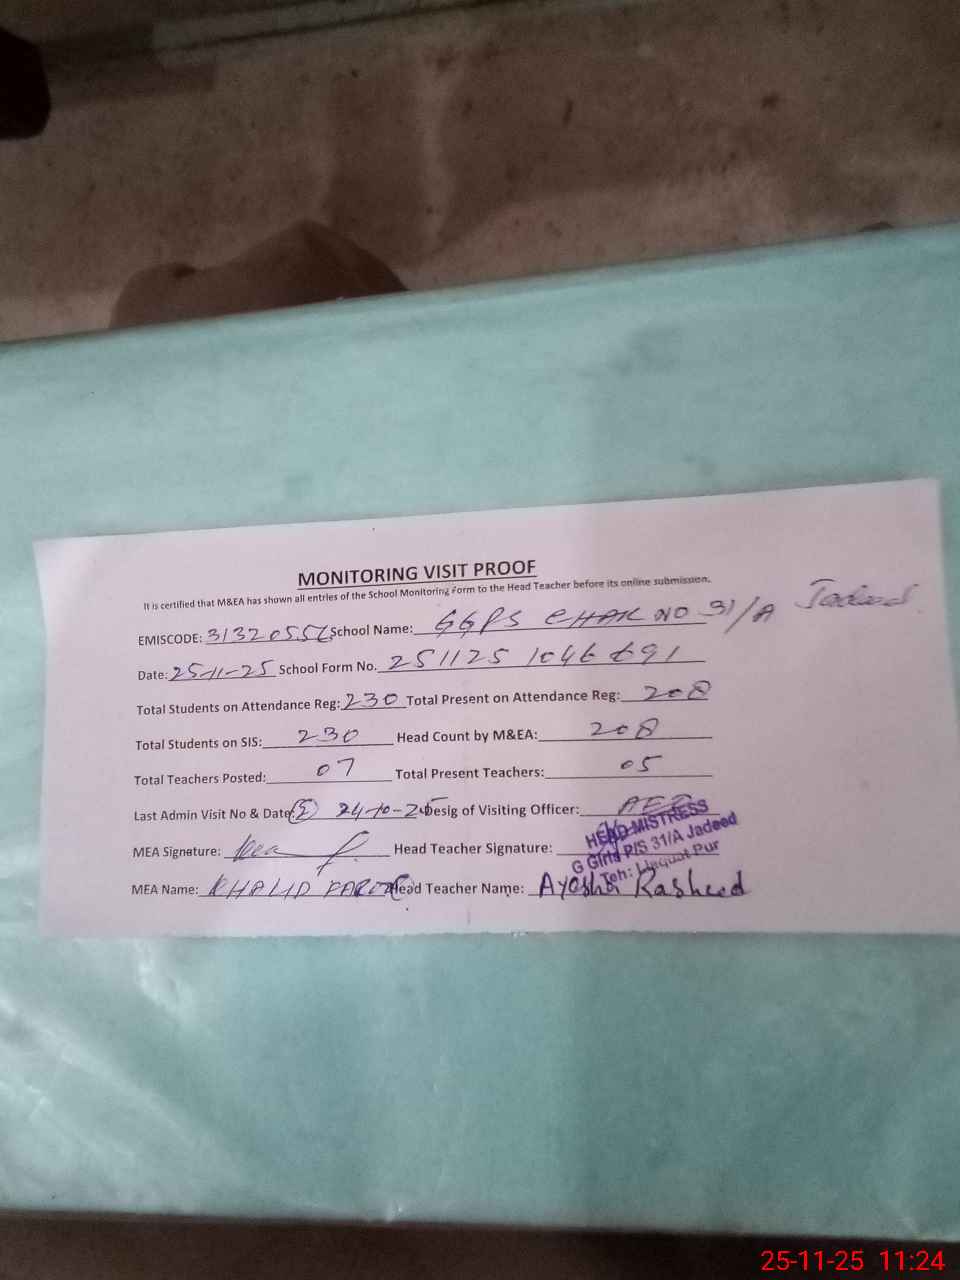 MONITORING VISIT PROOF
It is certified that M&EA has shown all entries of the School Monitoring Form to the Head Teacher before its online submission.
EMISCODE: 31320556 School Name: GGPS CHAK NO 31/A Jadeed
Date: 25-11-25 School Form No. 251125 1046 691
Total Students on Attendance Reg: 230 Total Present on Attendance Reg: 208
Total Students on SIS: 230 Head Count by M&EA: 208
Total Teachers Posted: 07 Total Present Teachers: 05
Last Admin Visit No & Date: 24-10-25 Desig of Visiting Officer: AEO
MEA Signature: Head Teacher Signature:
HEAD MISTRESS
G Girls P/S 31/A Jadeed
Teh: Liaquat Pur
MEA Name: KHALID Head Teacher Name: Ayesha Rasheed
25-11-25 11:24